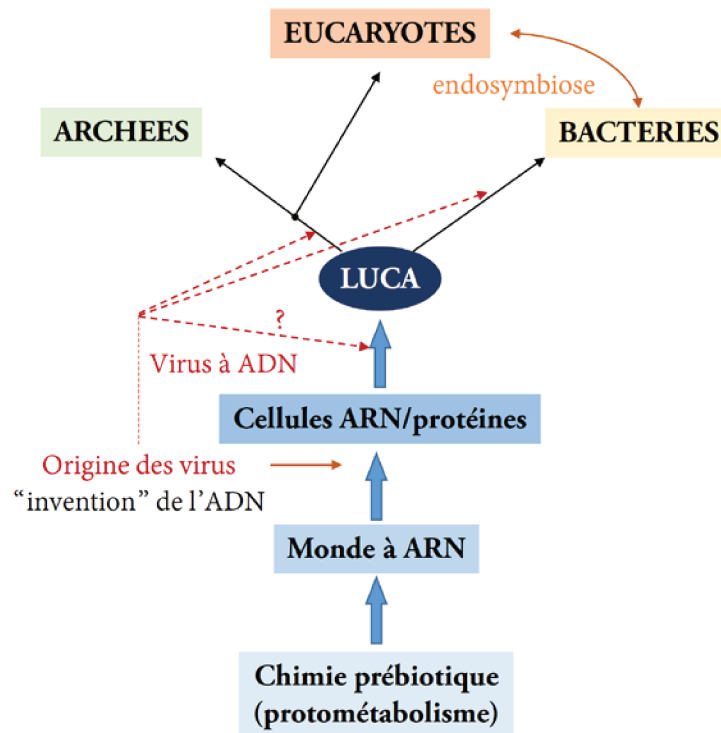 EUCARYOTES
endosymbiose
ARCHEES
BACTERIES
LUCA
?
Virus à ADN
Cellules ARN/protéines
Origine des virus
“invention” de l’ADN
Monde à ARN
Chimie prébiotique
(protométabolisme)